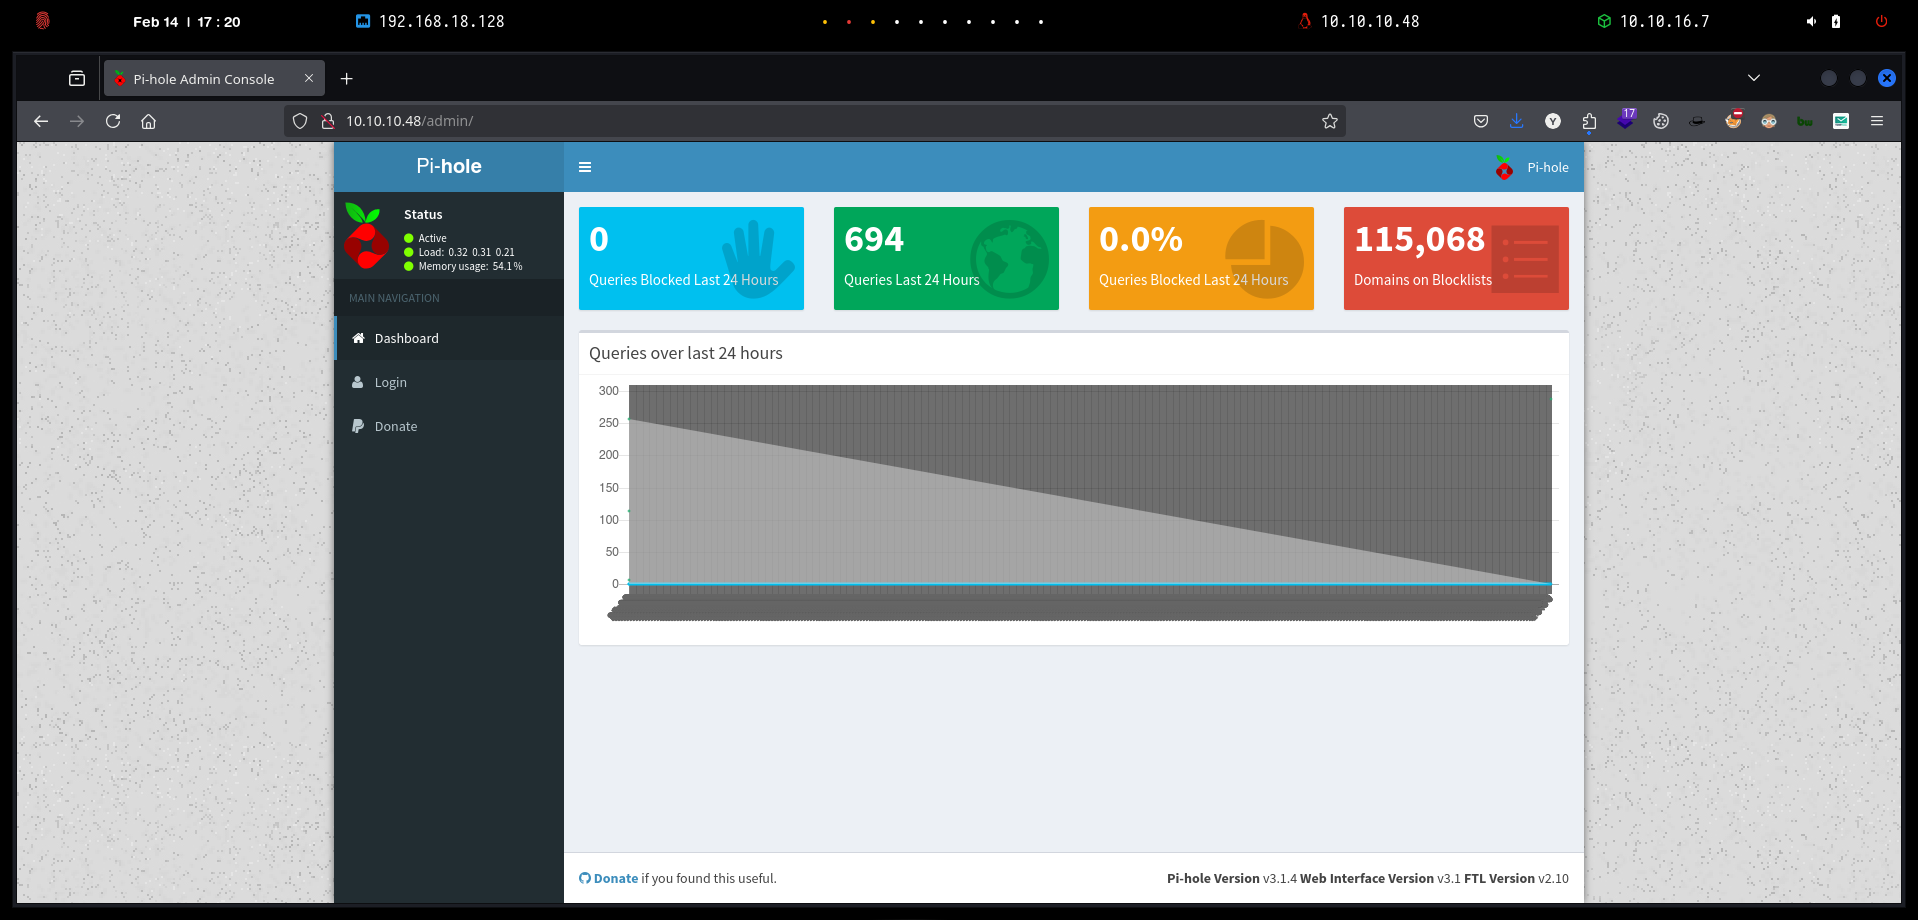 Feb 14 | 17 : 20
192.168.18.128
10.10.10.48
10.10.16.7
Pi-hole Admin Console
10.10.10.48/admin/
17
Y
bw
Pi-hole
Pi-hole
Status
Active
Load: 0.32 0.31 0.21
Memory usage: 54.1 %
MAIN NAVIGATION
Dashboard
Login
Donate
0
Queries Blocked Last 24 Hours
694
Queries Last 24 Hours
0.0%
Queries Blocked Last 24 Hours
115,068
Domains on Blocklists
Queries over last 24 hours
300
250
200
150
100
50
0
Donate if you found this useful.
Pi-hole Version v3.1.4 Web Interface Version v3.1 FTL Version v2.10